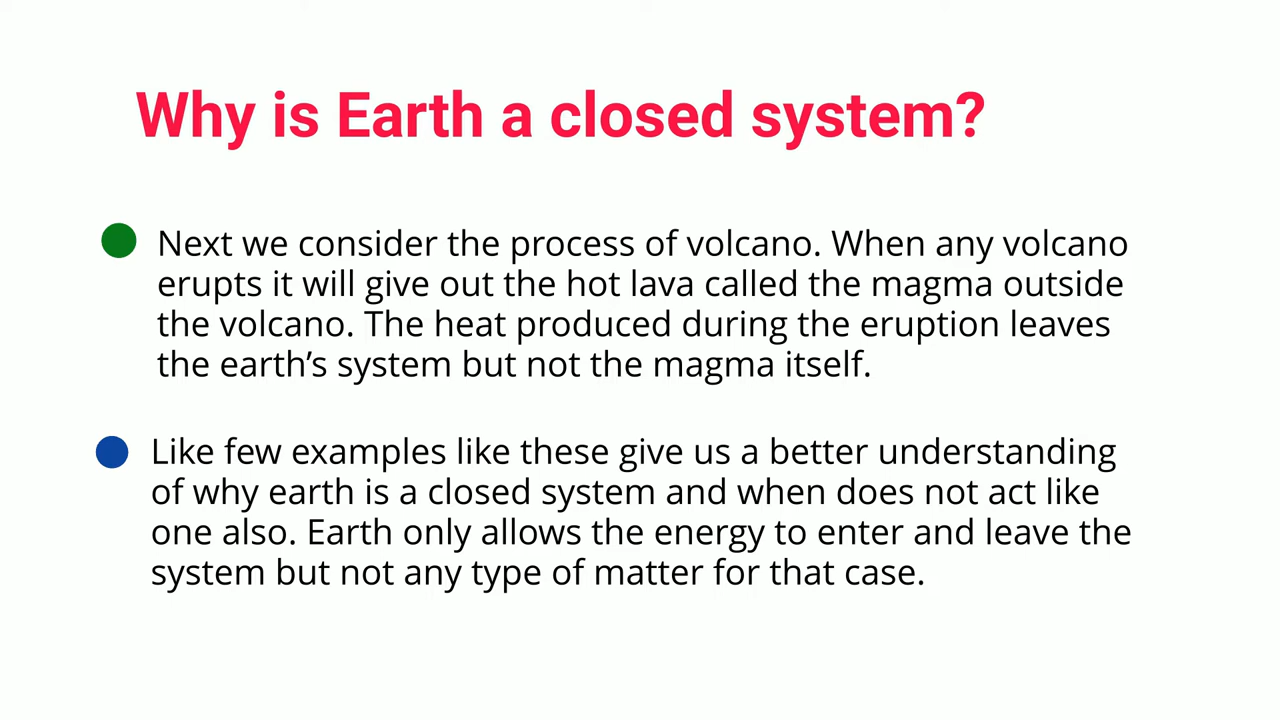 Why is Earth a closed system?
Next we consider the process of volcano. When any volcano
erupts it will give out the hot lava called the magma outside
the volcano. The heat produced during the eruption leaves
the earth’s system but not the magma itself.
Like few examples like these give us a better understanding
of why earth is a closed system and when does not act like
one also. Earth only allows the energy to enter and leave the
system but not any type of matter for that case.